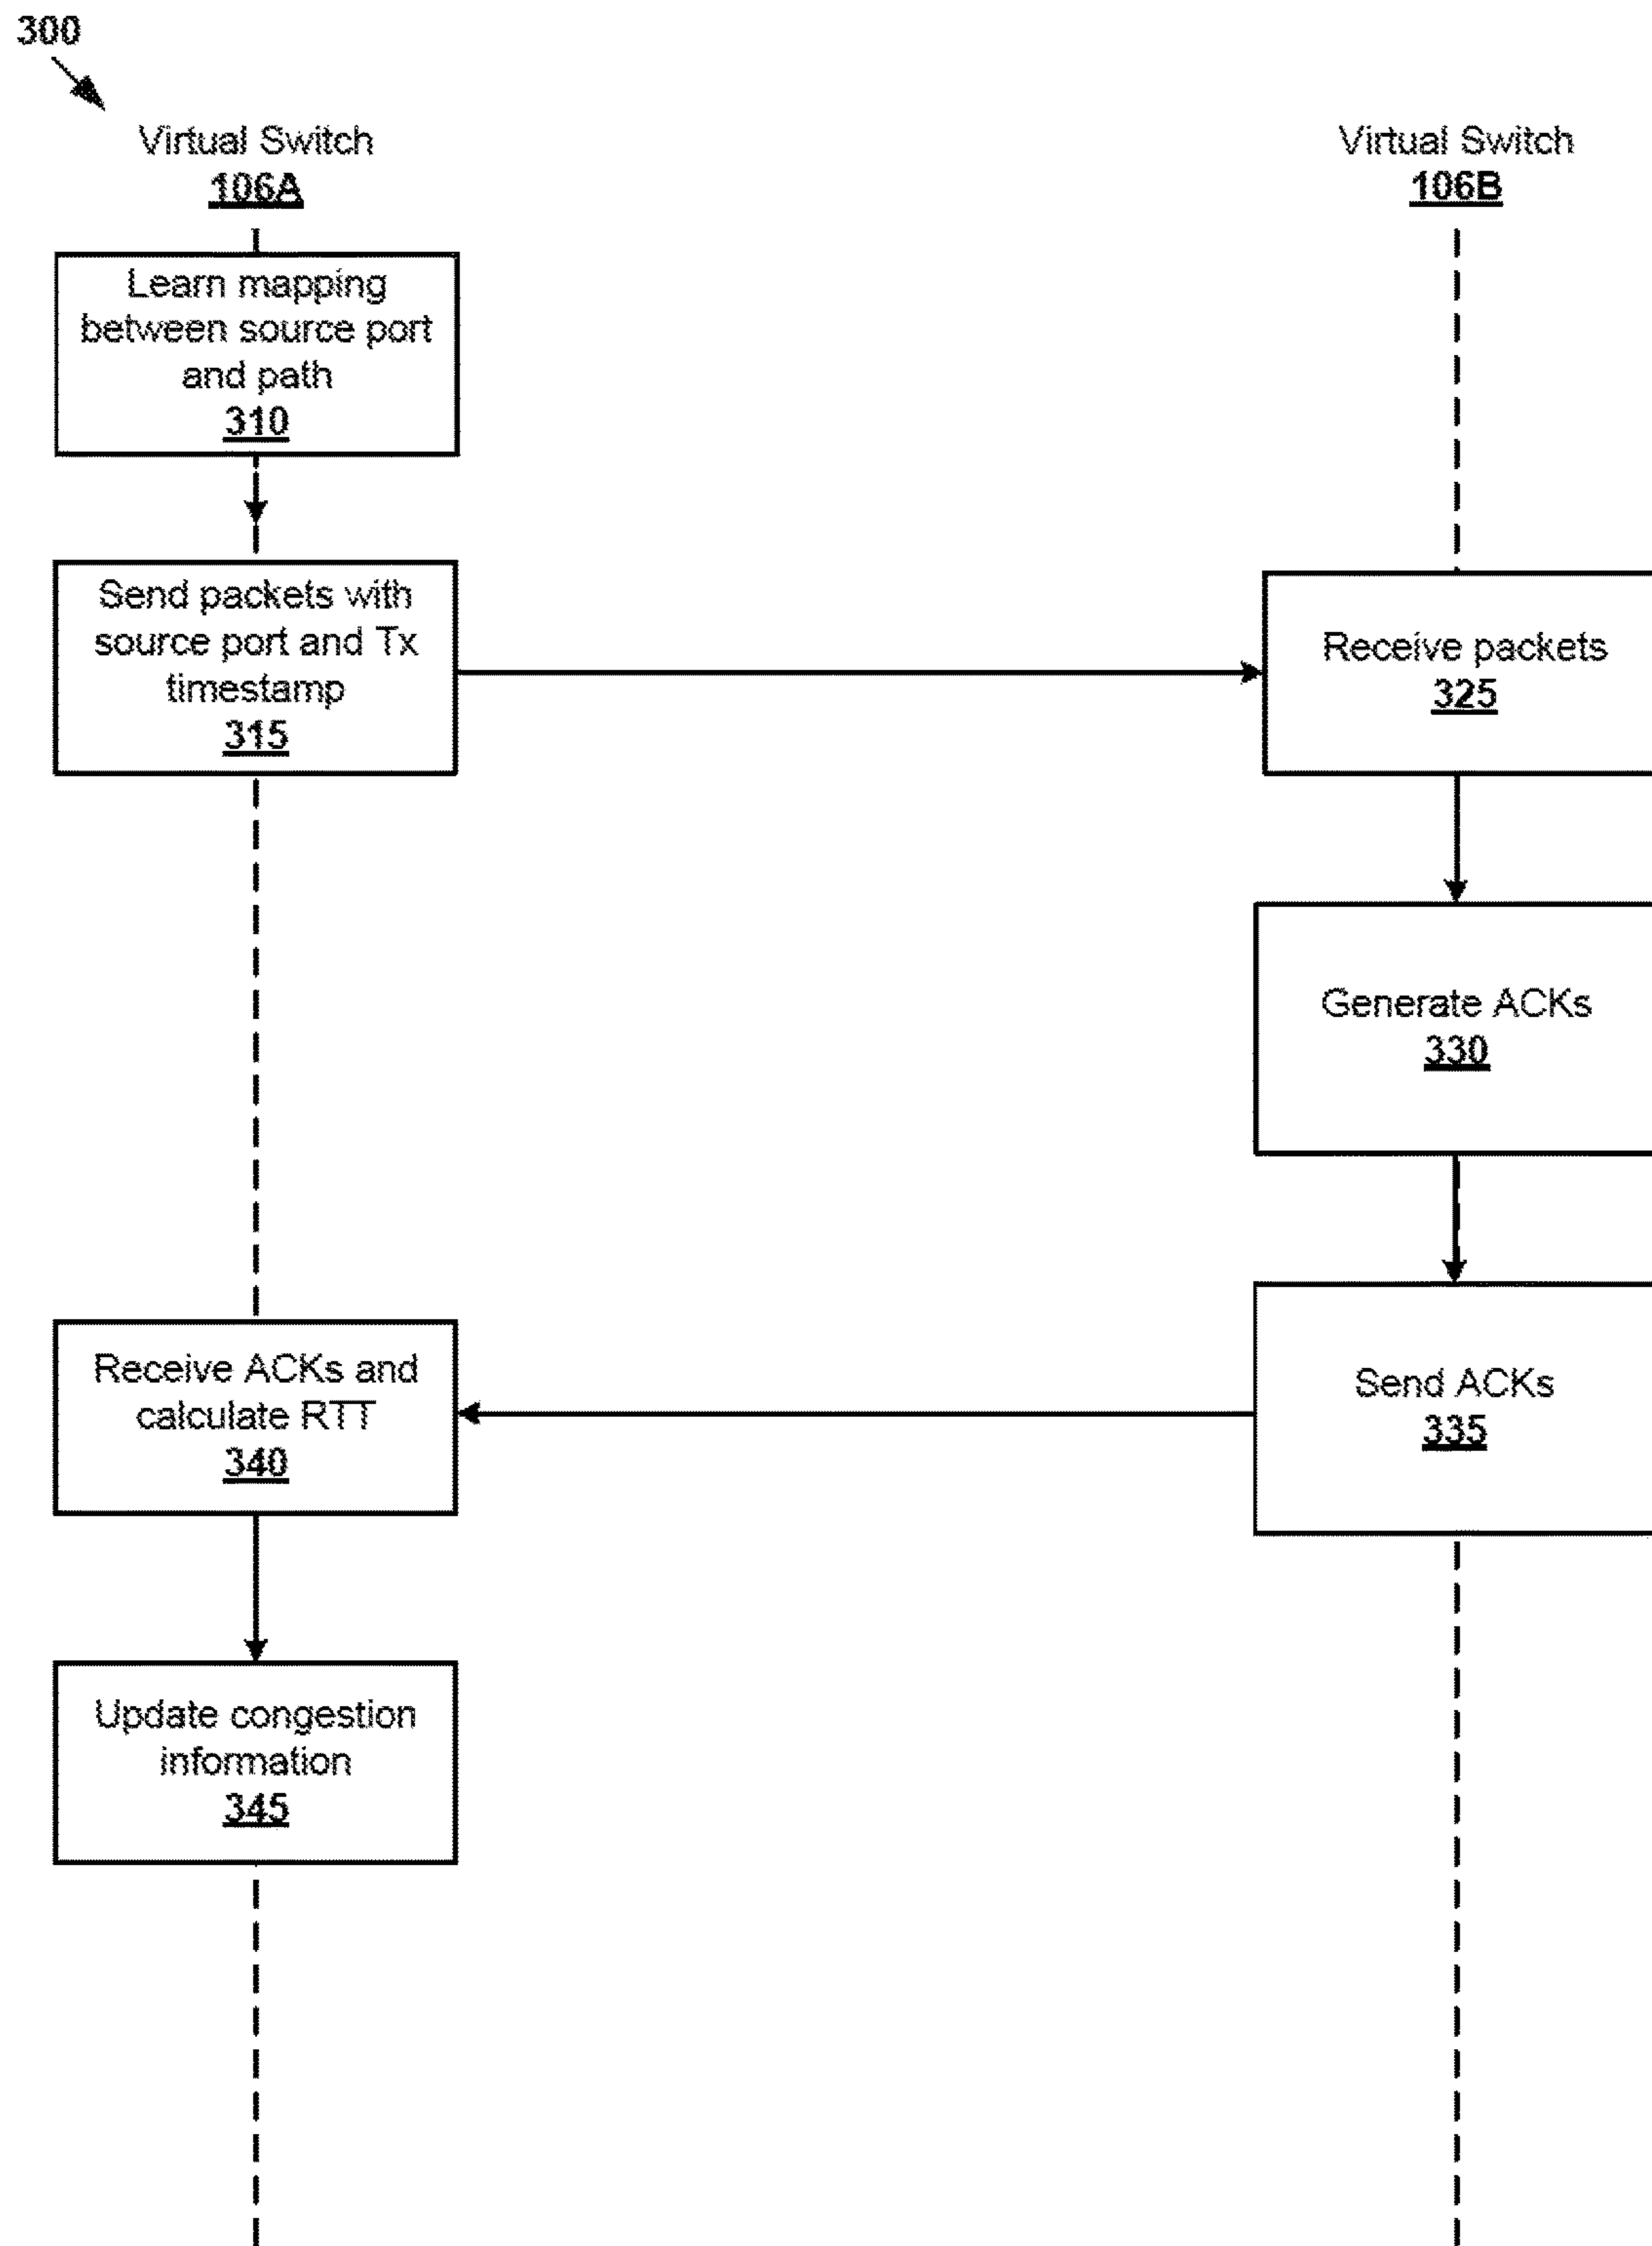 300
Virtual Switch
106A
Virtual Switch
106B
Learn mapping
between source port
and path
310
Send packets with
source port and Tx
timestamp
315
Receive packets
325
Generate ACKs
330
Send ACKs
335
Receive ACKs and
calculate RTT
340
Update congestion
information
345